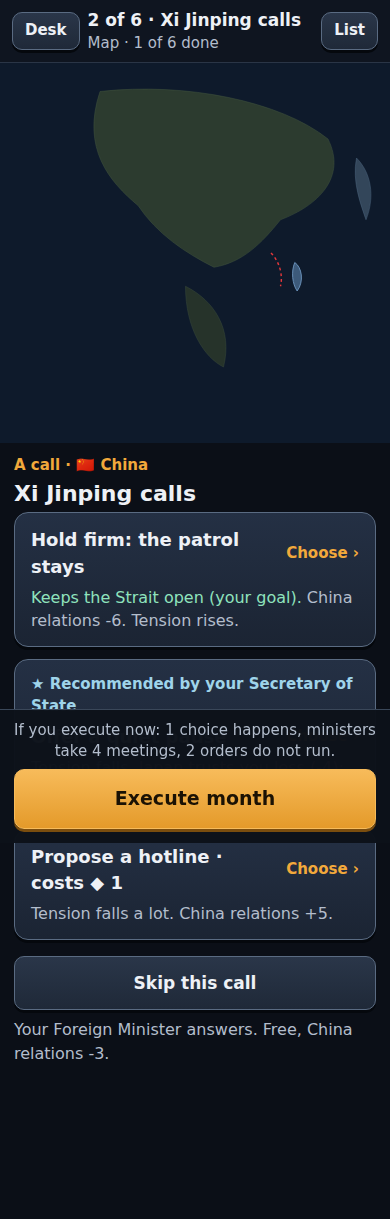 Desk
2 of 6 · Xi Jinping calls
Map · 1 of 6 done
List
A call · 🇨🇳 China
Xi Jinping calls
Hold firm: the patrol
stays
Choose ›
Keeps the Strait open (your goal). China
relations -6. Tension rises.
★ Recommended by your Secretary of
State
If you execute now: 1 choice happens, ministers
take 4 meetings, 2 orders do not run.
Execute month
Propose a hotline ·
costs ◆ 1
Choose ›
Tension falls a lot. China relations +5.
Skip this call
Your Foreign Minister answers. Free, China
relations -3.